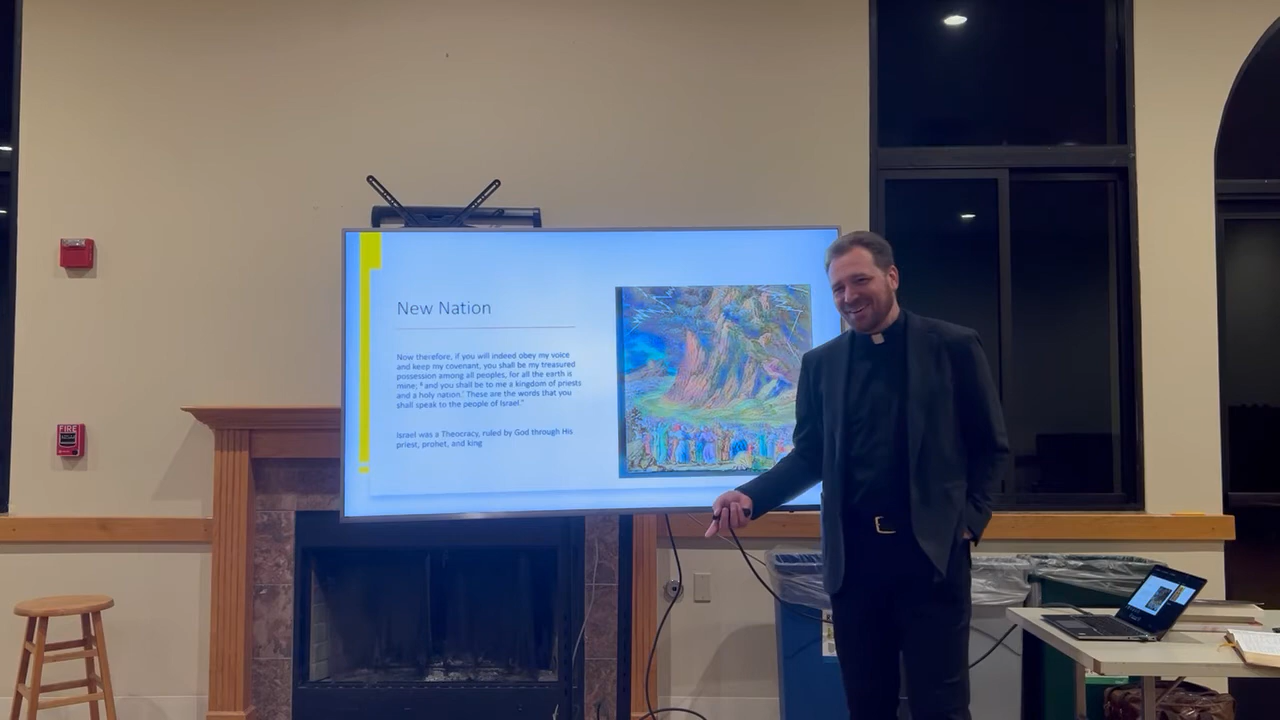 New Nation
Now therefore, if you will indeed obey my voice
and keep my covenant, you shall be my treasured
possession among all peoples, for all the earth is
mine; 6 and you shall be to me a kingdom of priests
and a holy nation.' These are the words that you
shall speak to the people of Israel."
Israel was a Theocracy, ruled by God through His
priest, prohet, and king
FIRE